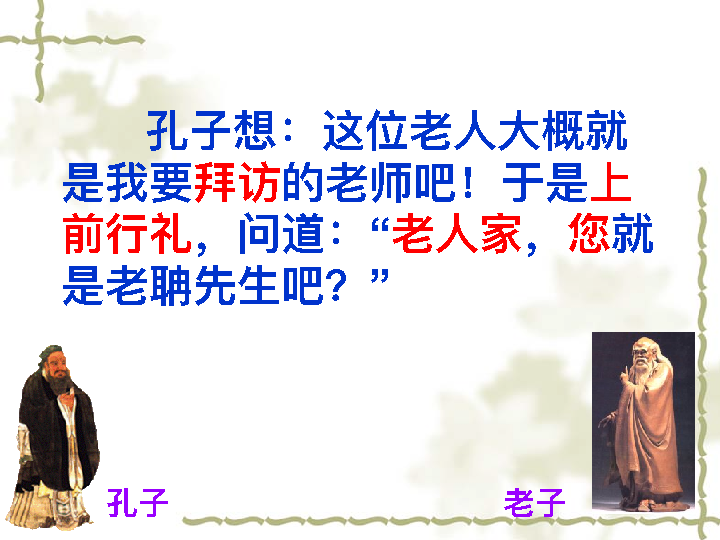 孔子想：这位老人大概就
是我要拜访的老师吧！于是上
前行礼，问道：“老人家，您就
是老聃先生吧？”
孔子
老子